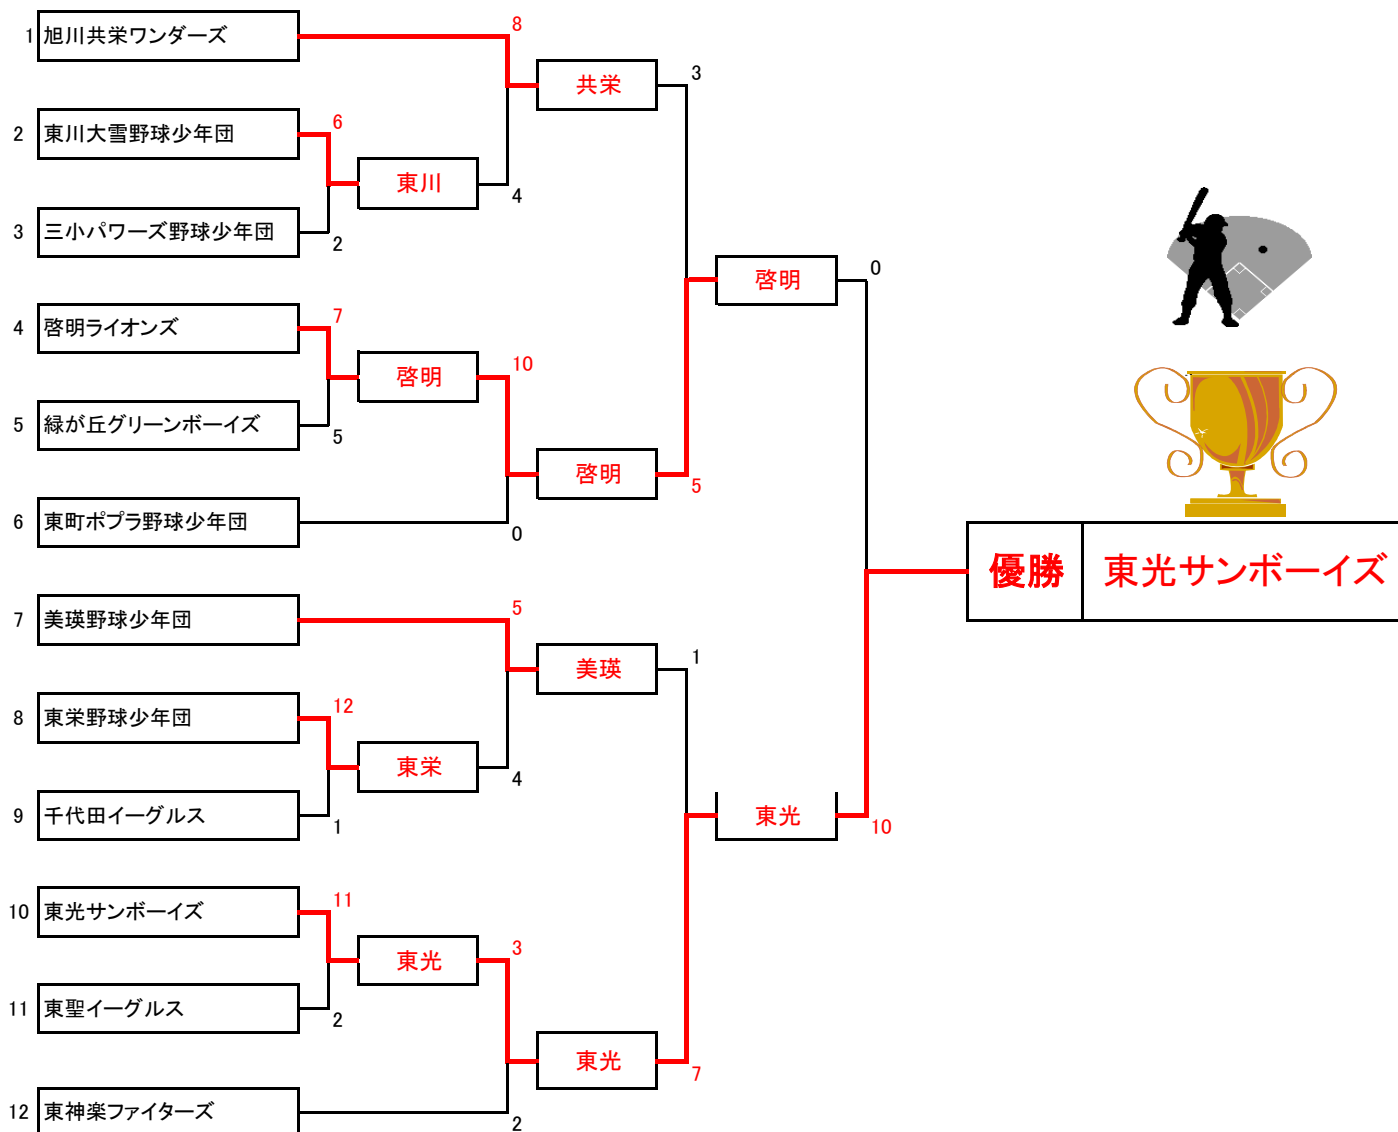 8
1 旭川共栄ワンダーズ
共栄 3
2 東川大雪野球少年団 6
東川 4
3 三小パワーズ野球少年団 2
啓明 0
4 啓明ライオンズ 7
啓明 10
5 緑が丘グリーンボーイズ 5
啓明 5
6 東町ポプラ野球少年団 0
優勝 東光サンボーイズ
7 美瑛野球少年団 5
美瑛 1
8 東栄野球少年団 12
東栄 4
9 千代田イーグルス 1
東光 10
10 東光サンボーイズ 11
東光 3
11 東聖イーグルス 2
東光 7
12 東神楽ファイターズ 2